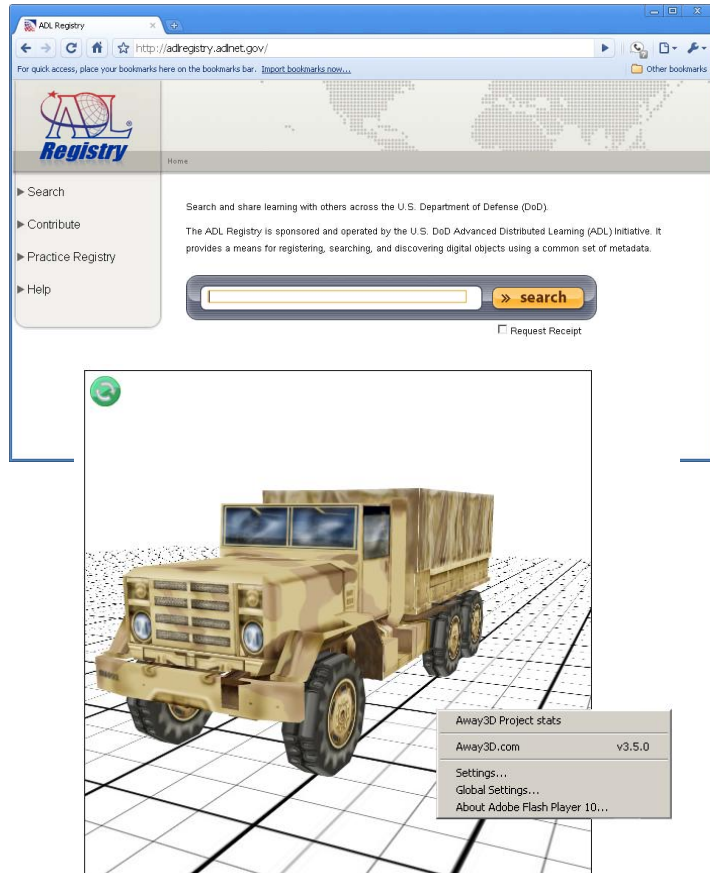 ADL Registry
http://adlregistry.adlnet.gov/
For quick access, place your bookmarks here on the bookmarks bar. Import bookmarks now...
Other bookmarks
ADL
Registry
Home
Search
Contribute
Practice Registry
Help
Search and share learning with others across the U.S. Department of Defense (DoD).
The ADL Registry is sponsored and operated by the U.S. DoD Advanced Distributed Learning (ADL) Initiative. It
provides a means for registering, searching, and discovering digital objects using a common set of metadata.
» search
Request Receipt
Away3D Project stats
Away3D.com v3.5.0
Settings...
Global Settings...
About Adobe Flash Player 10...